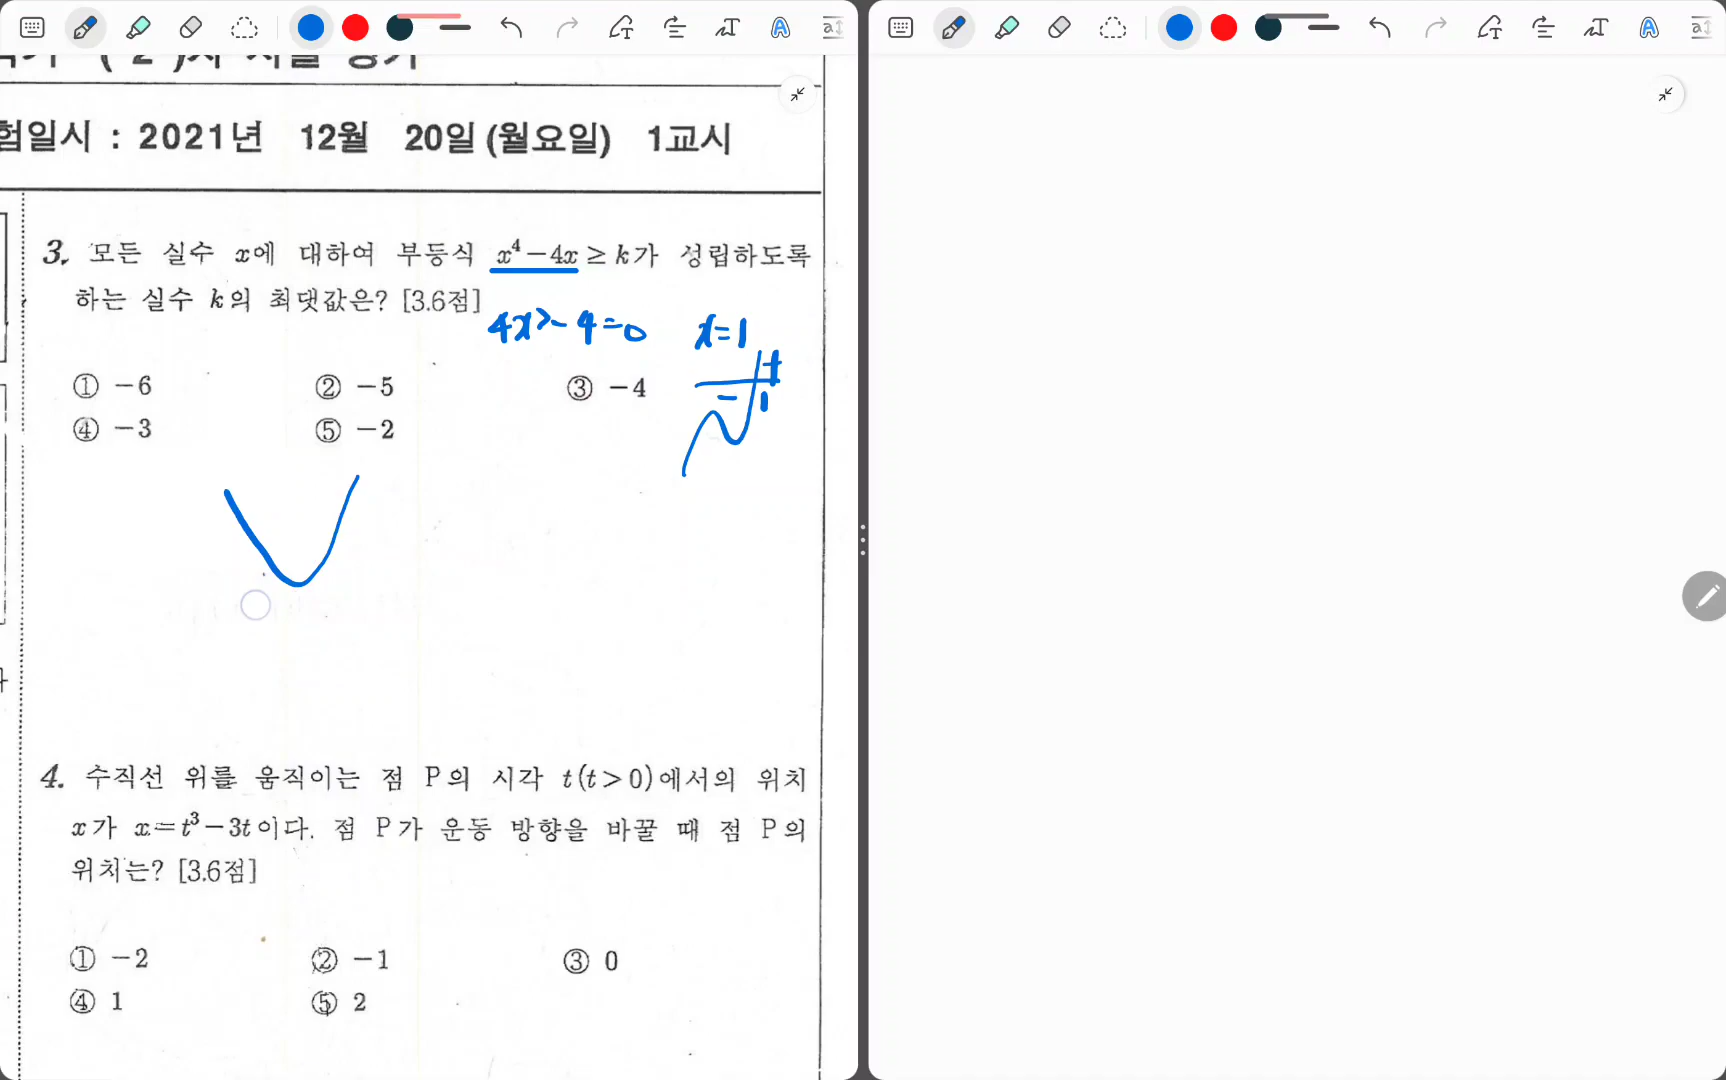 험일시 : 2021년 12월 20일 (월요일) 1교시
3. 모든 실수 x에 대하여 부등식 x⁴-4x ≥ k가 성립하도록
하는 실수 k의 최댓값은? [3.6점]
4x³-4=0 x=1
+
- 1
① -6 ② -5 ③ -4
④ -3 ⑤ -2
4. 수직선 위를 움직이는 점 P의 시각 t(t>0)에서의 위치
x가 x=t³-3t이다. 점 P가 운동 방향을 바꿀 때 점 P의
위치는? [3.6점]
① -2 ② -1 ③ 0
④ 1 ⑤ 2